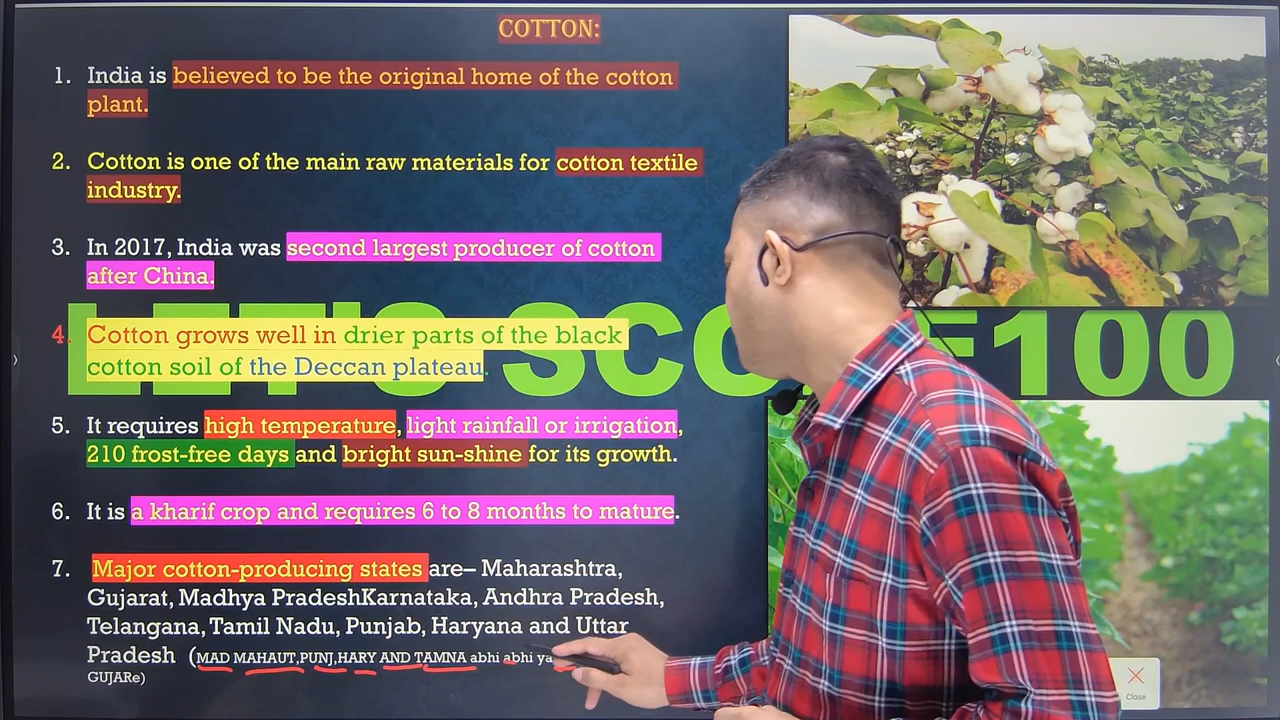 COTTON:
1. India is believed to be the original home of the cotton
plant.
2. Cotton is one of the main raw materials for cotton textile
industry.
3. In 2017, India was second largest producer of cotton
after China.
4. Cotton grows well in drier parts of the black
cotton soil of the Deccan plateau.
5. It requires high temperature, light rainfall or irrigation,
210 frost-free days and bright sun-shine for its growth.
6. It is a kharif crop and requires 6 to 8 months to mature.
7. Major cotton-producing states are– Maharashtra,
Gujarat, Madhya PradeshKarnataka, Andhra Pradesh,
Telangana, Tamil Nadu, Punjab, Haryana and Uttar
Pradesh (MAD MAHAUT,PUNJ,HARY AND TAMNA abhi abhi ya
GUJARe)
LET'S 100
Close